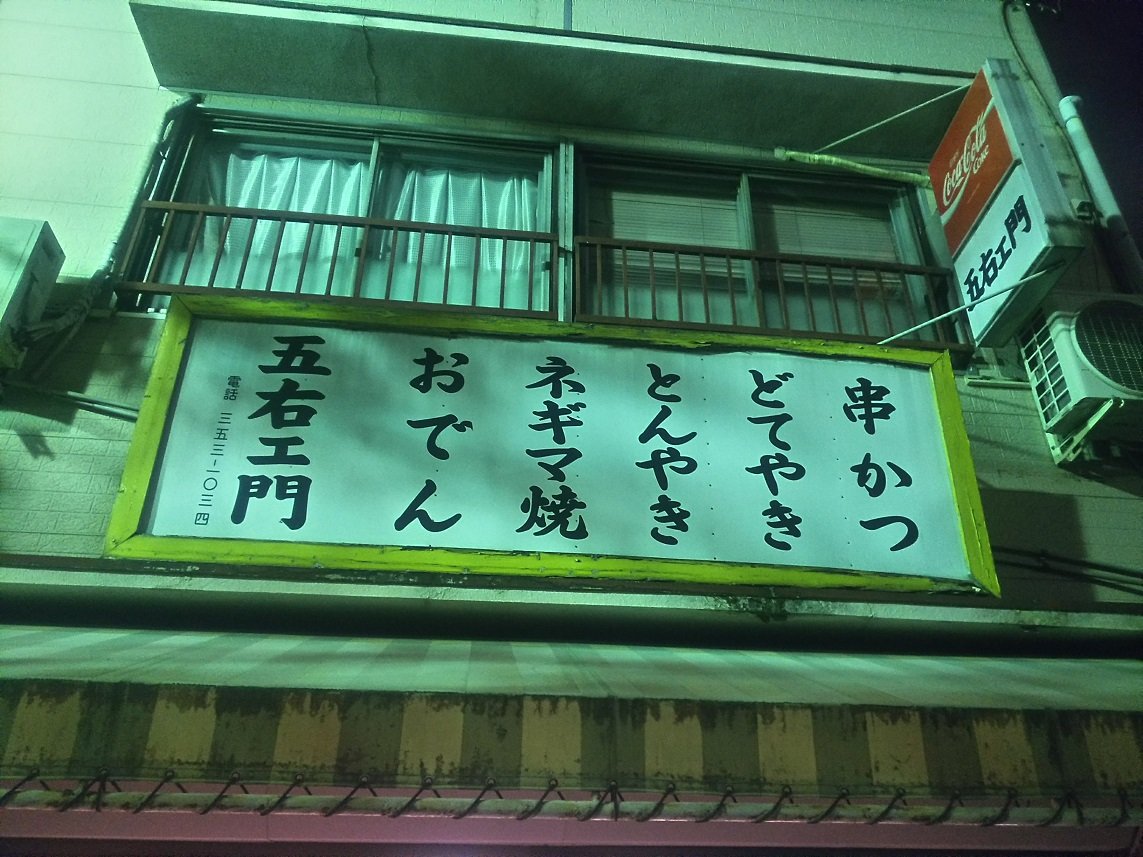 串かつ
どてやき
とんやき
ネギマ焼
おでん
五右エ門
電話 三五三-一〇三四
Coca-Cola
COKE
五右エ門